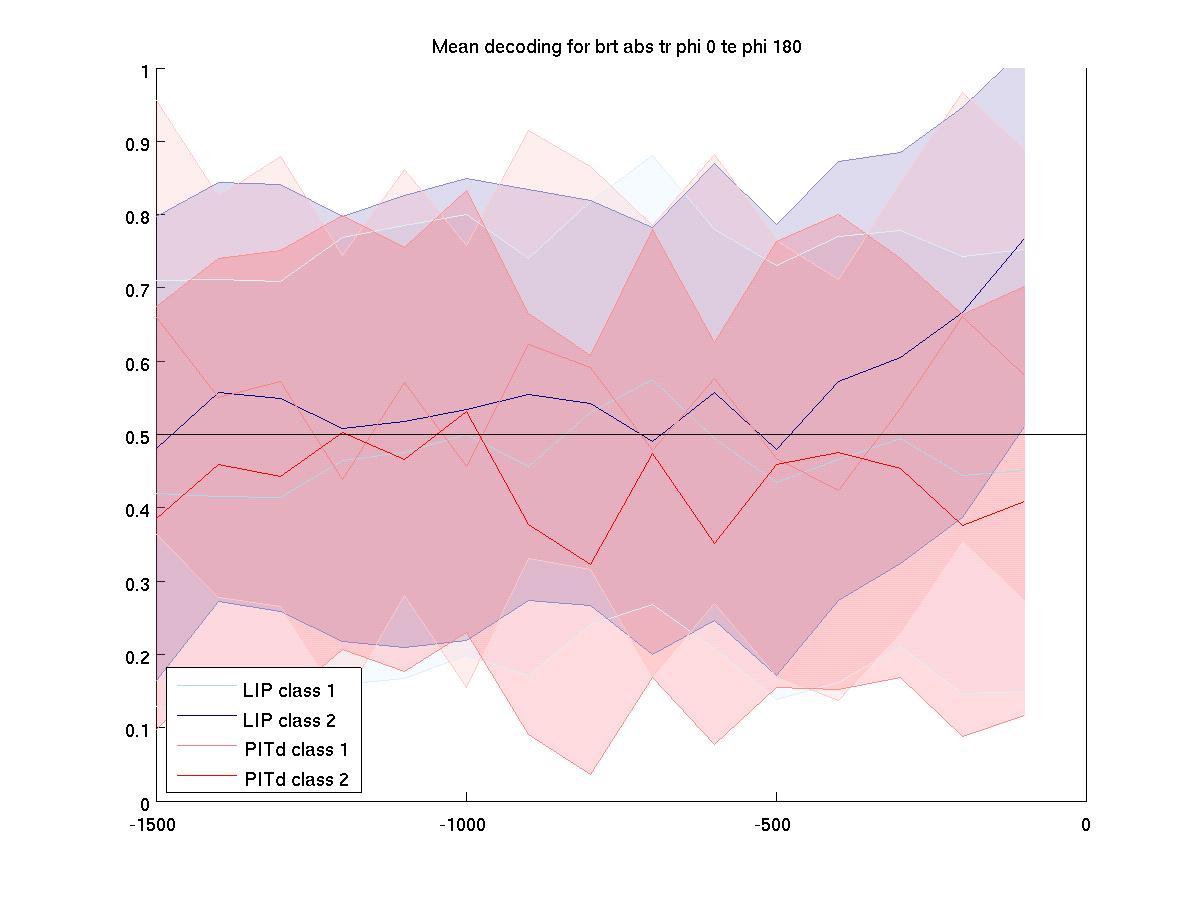 Mean decoding for brt abs tr phi 0 te phi 180
1
0.9
0.8
0.7
0.6
0.5
0.4
0.3
0.2
0.1
0
LIP class 1
LIP class 2
PITd class 1
PITd class 2
-1500 -1000 -500 0